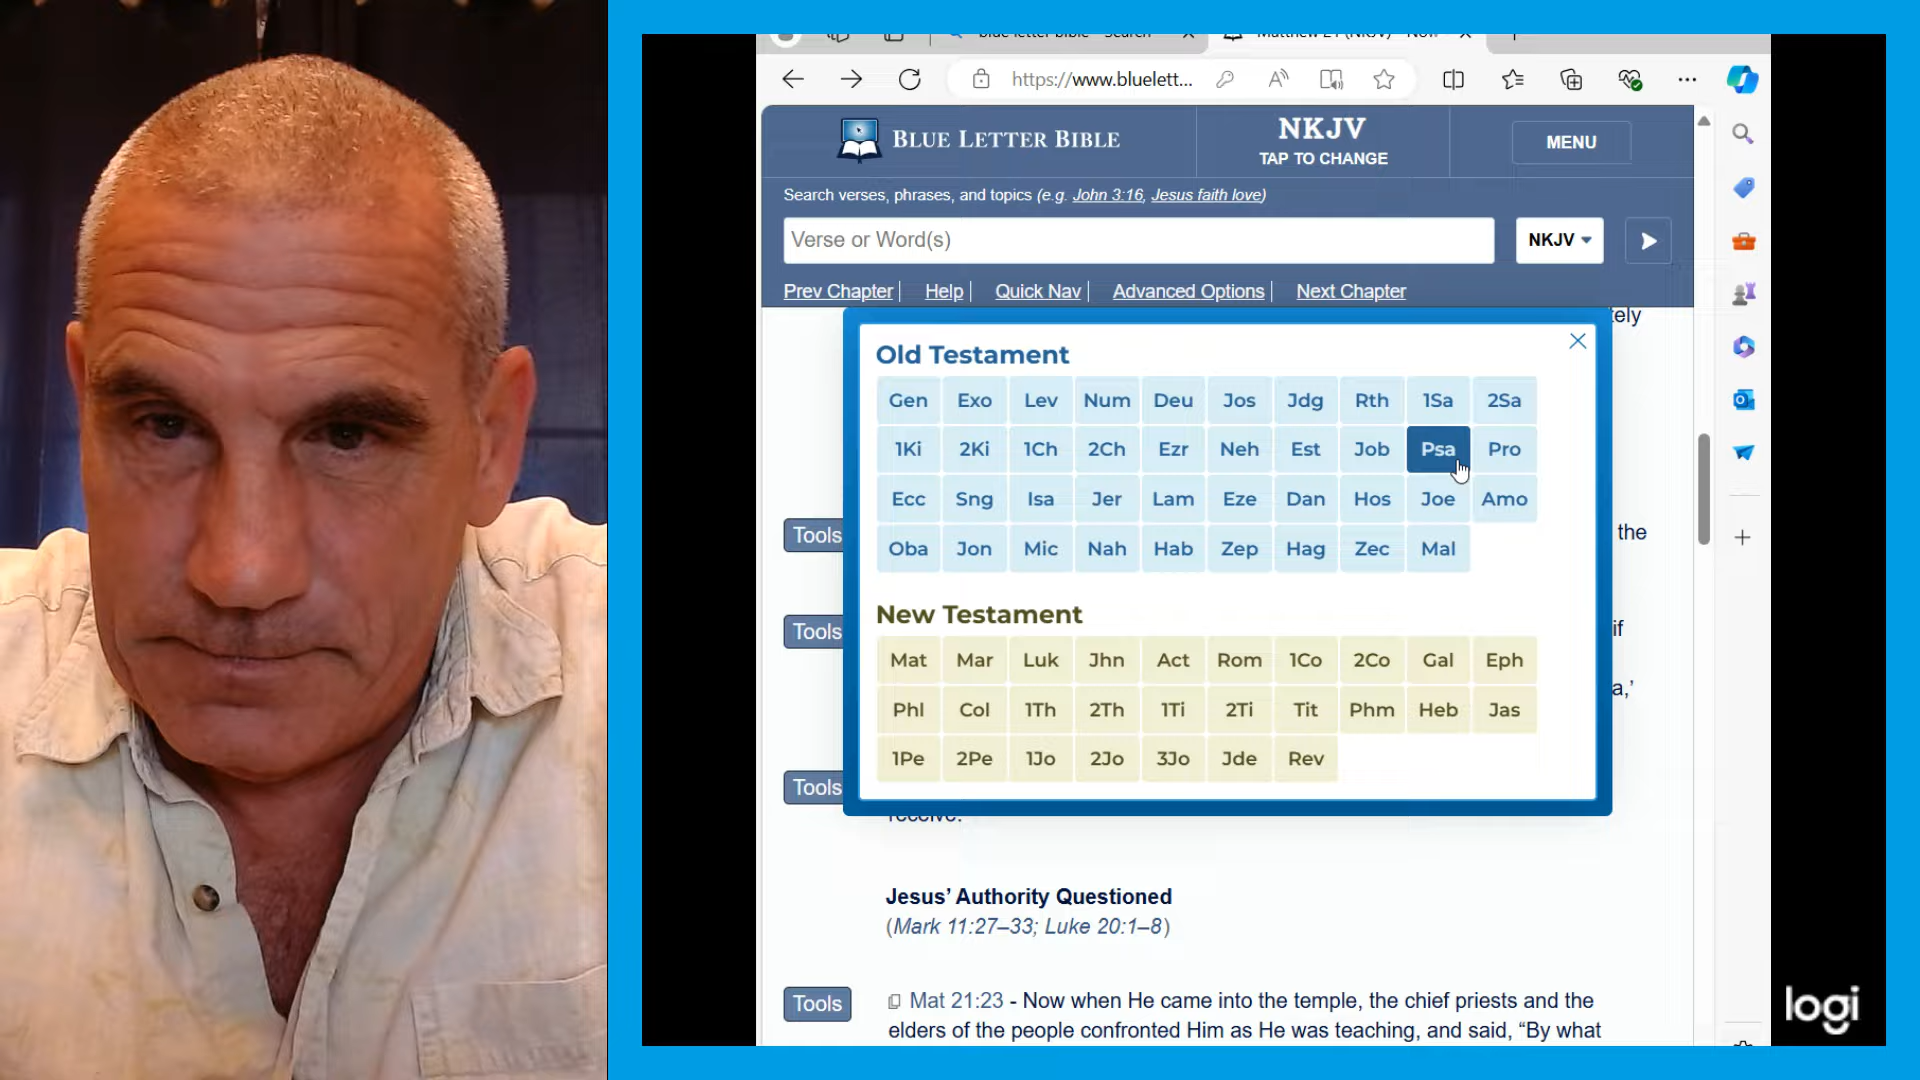 blue letter bible - Search
Matthew 21 (NKJV) -
https://www.bluelett...
BLUE LETTER BIBLE
NKJV
TAP TO CHANGE
MENU
Search verses, phrases, and topics (e.g. John 3:16, Jesus faith love)
Verse or Word(s)
NKJV
Prev Chapter| Help| Quick Nav| Advanced Options| Next Chapter
tely
Old Testament
Gen Exo Lev Num Deu Jos Jdg Rth 1Sa 2Sa
1Ki 2Ki 1Ch 2Ch Ezr Neh Est Job Psa Pro
Ecc Sng Isa Jer Lam Eze Dan Hos Joe Amo
Tools the
Oba Jon Mic Nah Hab Zep Hag Zec Mal
New Testament
Tools if
Mat Mar Luk Jhn Act Rom 1Co 2Co Gal Eph
a,’
Phl Col 1Th 2Th 1Ti 2Ti Tit Phm Heb Jas
1Pe 2Pe 1Jo 2Jo 3Jo Jde Rev
Tools
receive.
Jesus’ Authority Questioned
(Mark 11:27–33; Luke 20:1–8)
Tools Mat 21:23 - Now when He came into the temple, the chief priests and the
elders of the people confronted Him as He was teaching, and said, “By what
logi